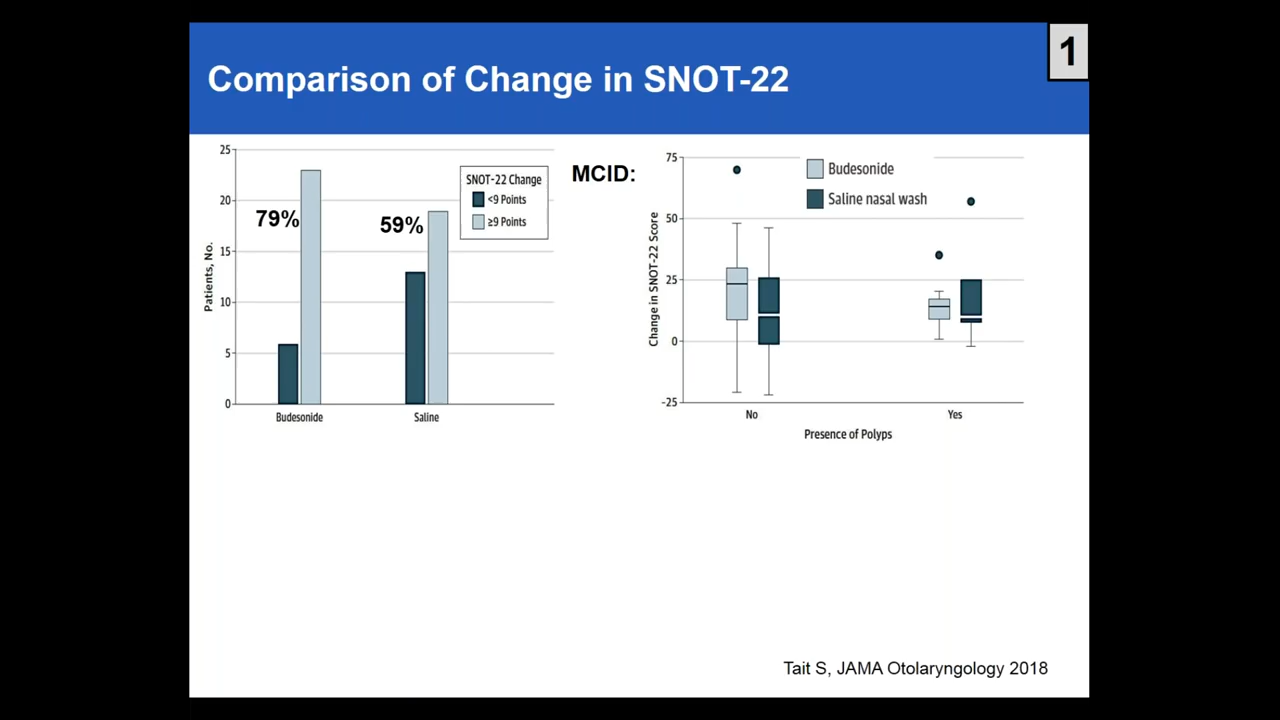 1
Comparison of Change in SNOT-22
25
20
15
10
5
0
Patients, No.
79%
59%
SNOT-22 Change
<9 Points
≥9 Points
Budesonide
Saline
MCID:
75
50
25
0
-25
Change in SNOT-22 Score
Budesonide
Saline nasal wash
No
Yes
Presence of Polyps
Tait S, JAMA Otolaryngology 2018